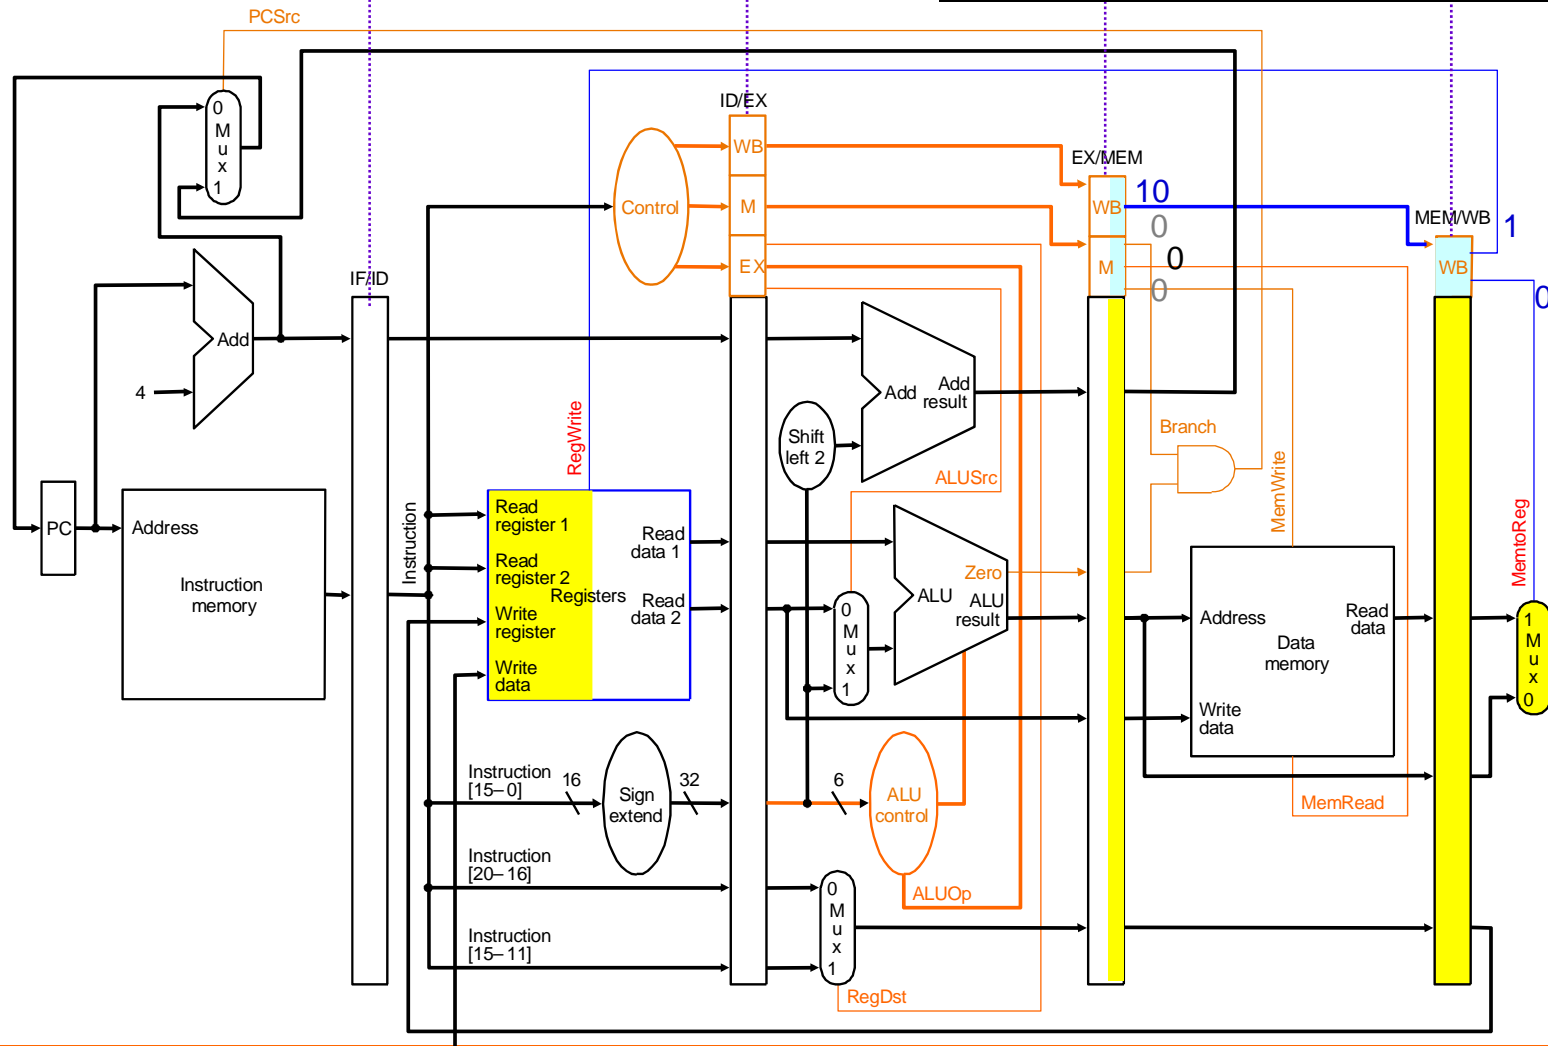 PCSrc
0
M
u
x
1
ID/EX
WB
Control
M
EX
EX/MEM
WB
10
0
M
0
0
MEM/WB
1
WB
0
IF/ID
Add
4
Add
Add
result
Shift
left 2
Branch
RegWrite
ALUSrc
MemWrite
MemtoReg
PC
Address
Instruction
memory
Instruction
Read
register 1
Read
register 2
Write
register
Write
data
Registers
Read
data 1
Read
data 2
0
M
u
x
1
Zero
ALU
ALU
result
Address
Read
data
Data
memory
Write
data
1
M
u
x
0
Instruction
[15–0]
16
Sign
extend
32
6
ALU
control
MemRead
Instruction
[20–16]
ALUOp
0
M
u
x
1
Instruction
[15–11]
RegDst